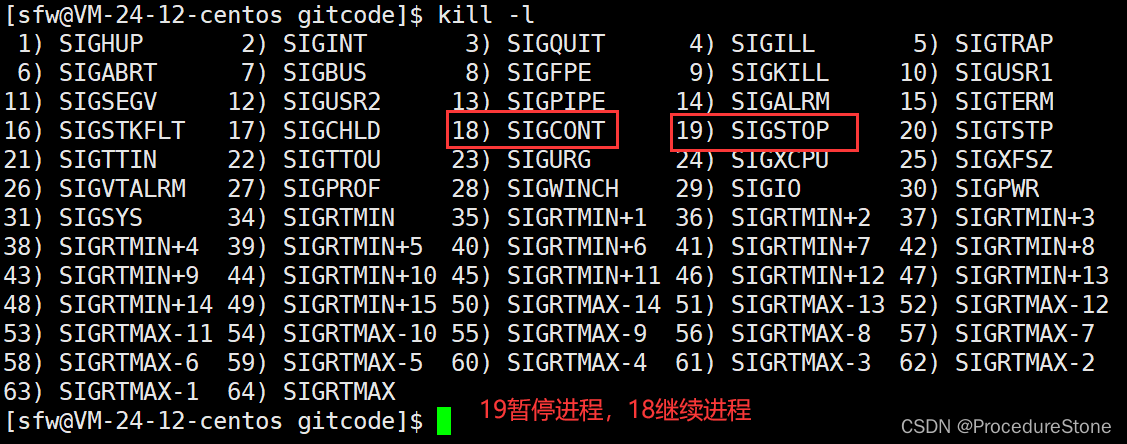 [sfw@VM-24-12-centos gitcode]$ kill -l
 1) SIGHUP       2) SIGINT       3) SIGQUIT      4) SIGILL       5) SIGTRAP
 6) SIGABRT      7) SIGBUS       8) SIGFPE       9) SIGKILL     10) SIGUSR1
11) SIGSEGV     12) SIGUSR2     13) SIGPIPE     14) SIGALRM     15) SIGTERM
16) SIGSTKFLT   17) SIGCHLD     18) SIGCONT     19) SIGSTOP     20) SIGTSTP
21) SIGTTIN     22) SIGTTOU     23) SIGURG      24) SIGXCPU     25) SIGXFSZ
26) SIGVTALRM   27) SIGPROF     28) SIGWINCH    29) SIGIO       30) SIGPWR
31) SIGSYS      34) SIGRTMIN    35) SIGRTMIN+1  36) SIGRTMIN+2  37) SIGRTMIN+3
38) SIGRTMIN+4  39) SIGRTMIN+5  40) SIGRTMIN+6  41) SIGRTMIN+7  42) SIGRTMIN+8
43) SIGRTMIN+9  44) SIGRTMIN+10 45) SIGRTMIN+11 46) SIGRTMIN+12 47) SIGRTMIN+13
48) SIGRTMIN+14 49) SIGRTMIN+15 50) SIGRTMAX-14 51) SIGRTMAX-13 52) SIGRTMAX-12
53) SIGRTMAX-11 54) SIGRTMAX-10 55) SIGRTMAX-9  56) SIGRTMAX-8  57) SIGRTMAX-7
58) SIGRTMAX-6  59) SIGRTMAX-5  60) SIGRTMAX-4  61) SIGRTMAX-3  62) SIGRTMAX-2
63) SIGRTMAX-1  64) SIGRTMAX
19暂停进程，18继续进程
[sfw@VM-24-12-centos gitcode]$
CSDN @ProcedureStone